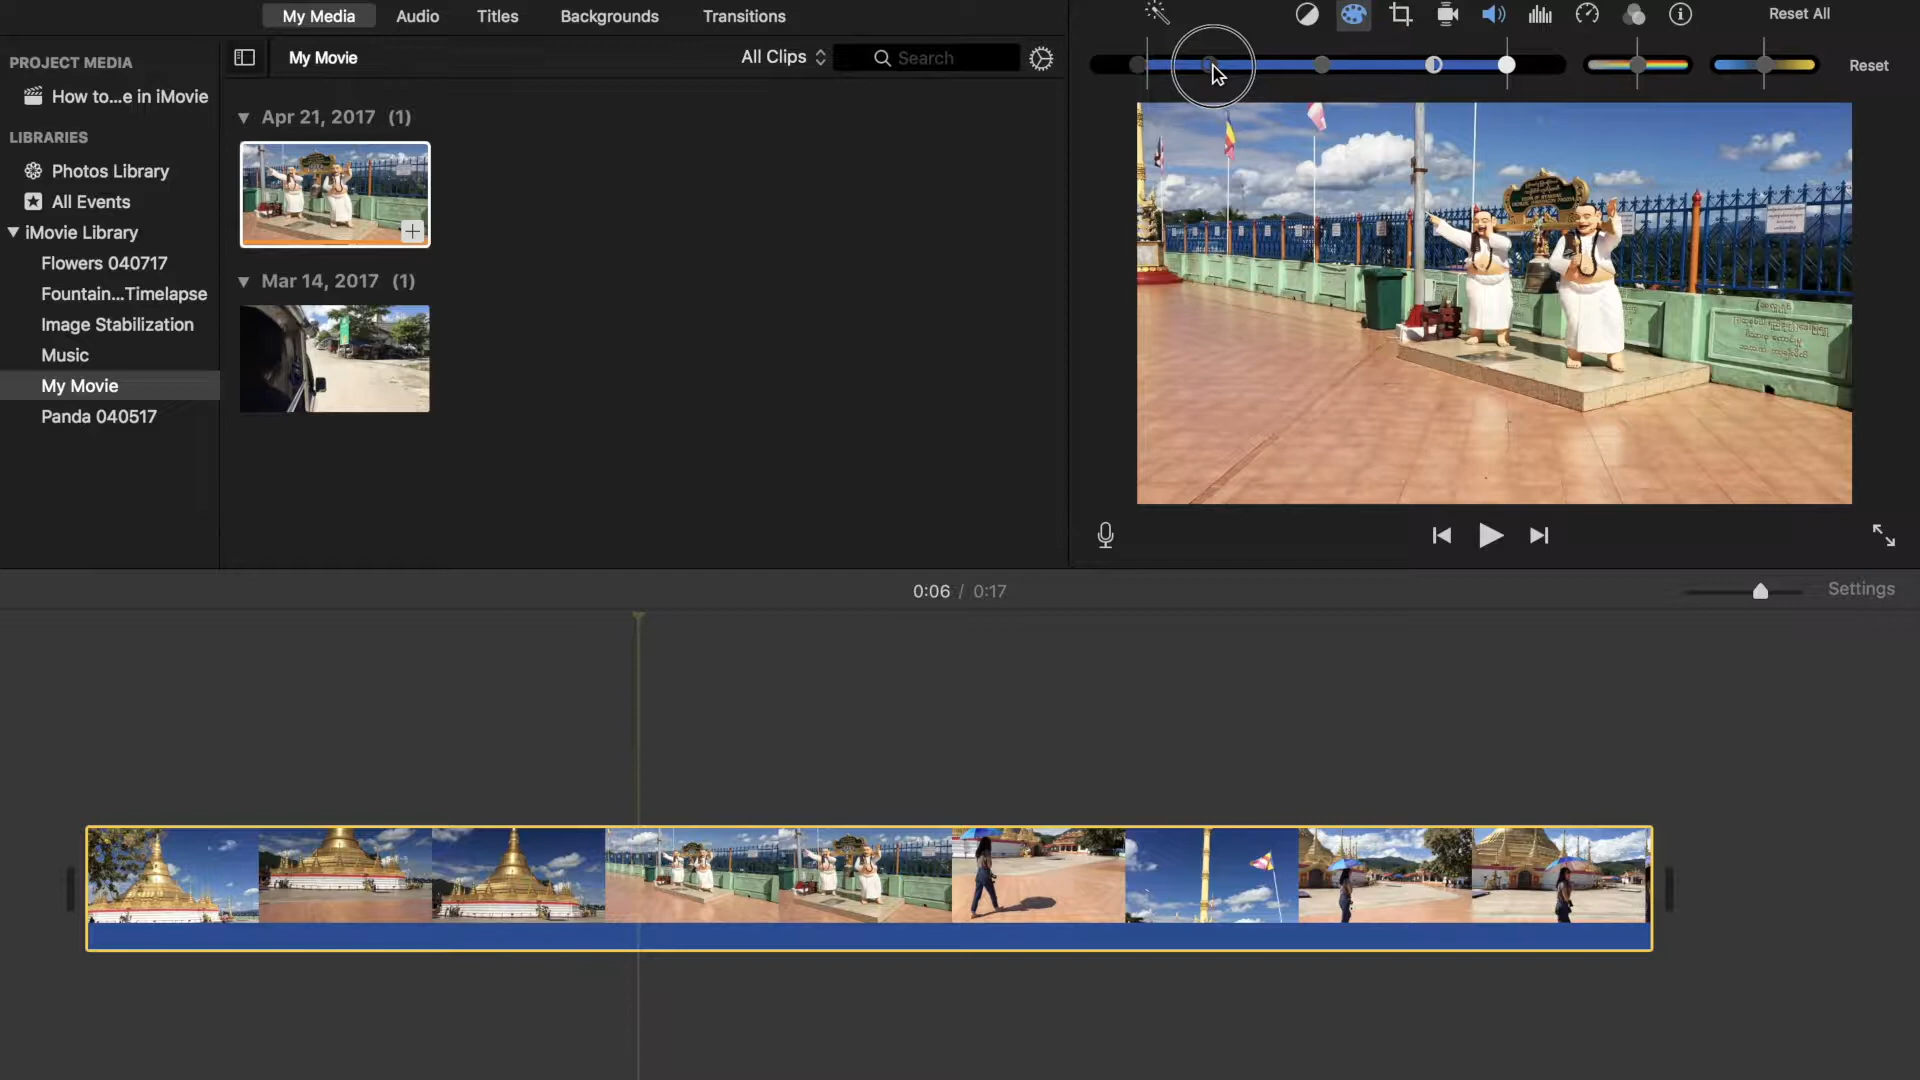 My Media
Audio
Titles
Backgrounds
Transitions
Reset All
PROJECT MEDIA
My Movie
All Clips
Search
Reset
How to...e in iMovie
Apr 21, 2017 (1)
LIBRARIES
Photos Library
All Events
iMovie Library
Flowers 040717
Mar 14, 2017 (1)
Fountain...Timelapse
Image Stabilization
Music
My Movie
Panda 040517
0:06 / 0:17
Settings